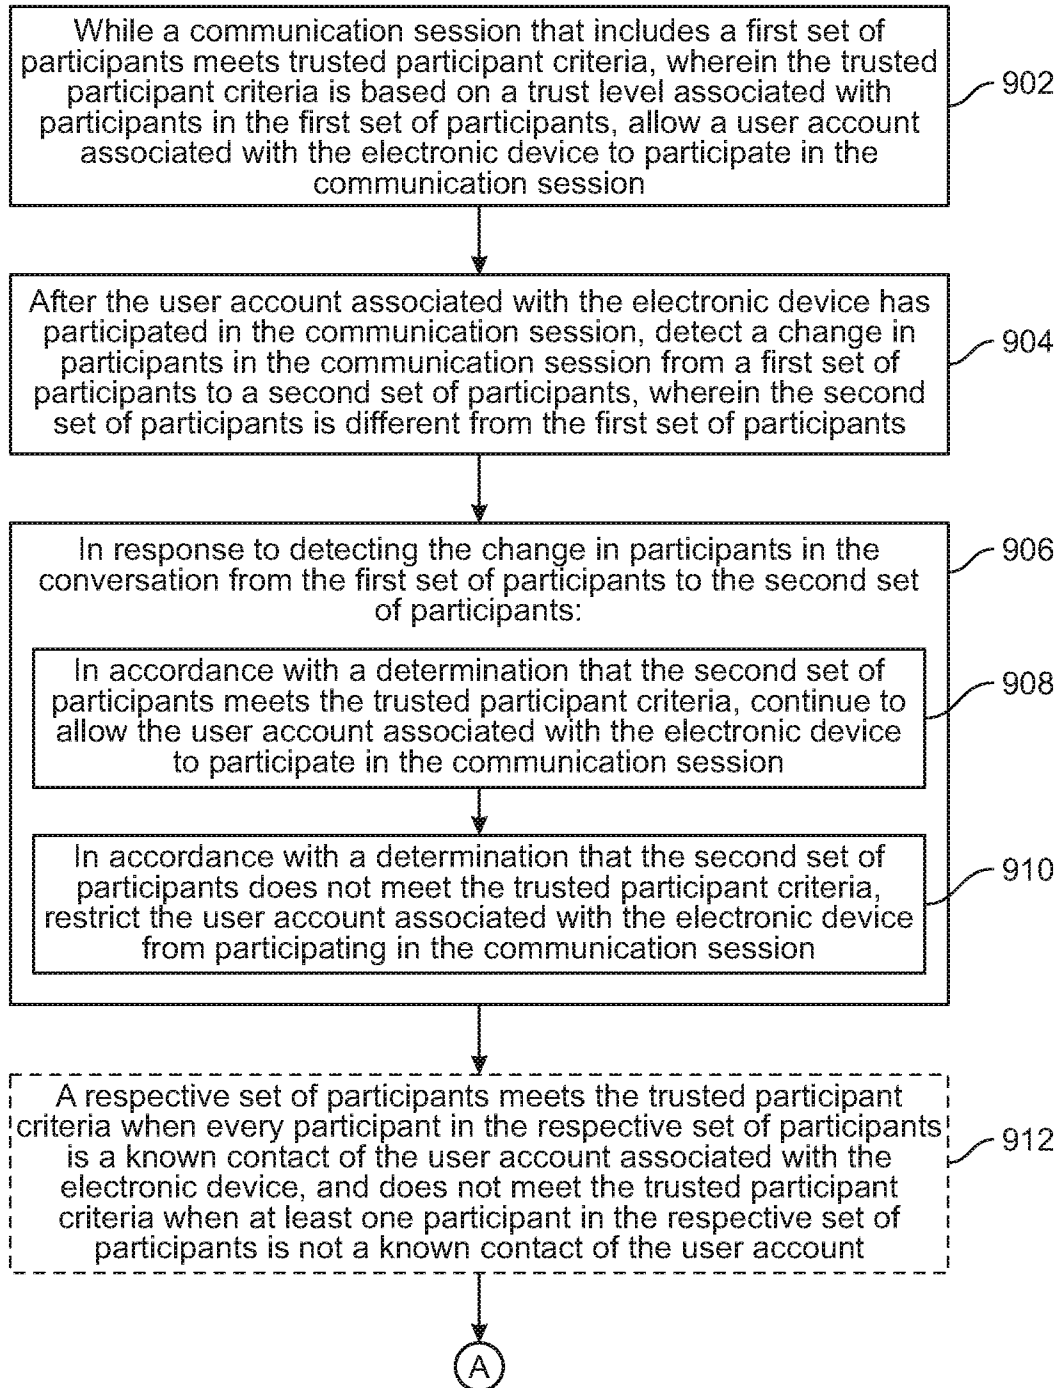 While a communication session that includes a first set of
participants meets trusted participant criteria, wherein the trusted
participant criteria is based on a trust level associated with
participants in the first set of participants, allow a user account
associated with the electronic device to participate in the
communication session
902
After the user account associated with the electronic device has
participated in the communication session, detect a change in
participants in the communication session from a first set of
participants to a second set of participants, wherein the second
set of participants is different from the first set of participants
904
In response to detecting the change in participants in the
conversation from the first set of participants to the second set
of participants:
906
In accordance with a determination that the second set of
participants meets the trusted participant criteria, continue to
allow the user account associated with the electronic device
to participate in the communication session
908
In accordance with a determination that the second set of
participants does not meet the trusted participant criteria,
restrict the user account associated with the electronic device
from participating in the communication session
910
A respective set of participants meets the trusted participant
criteria when every participant in the respective set of participants
is a known contact of the user account associated with the
electronic device, and does not meet the trusted participant
criteria when at least one participant in the respective set of
participants is not a known contact of the user account
912
A